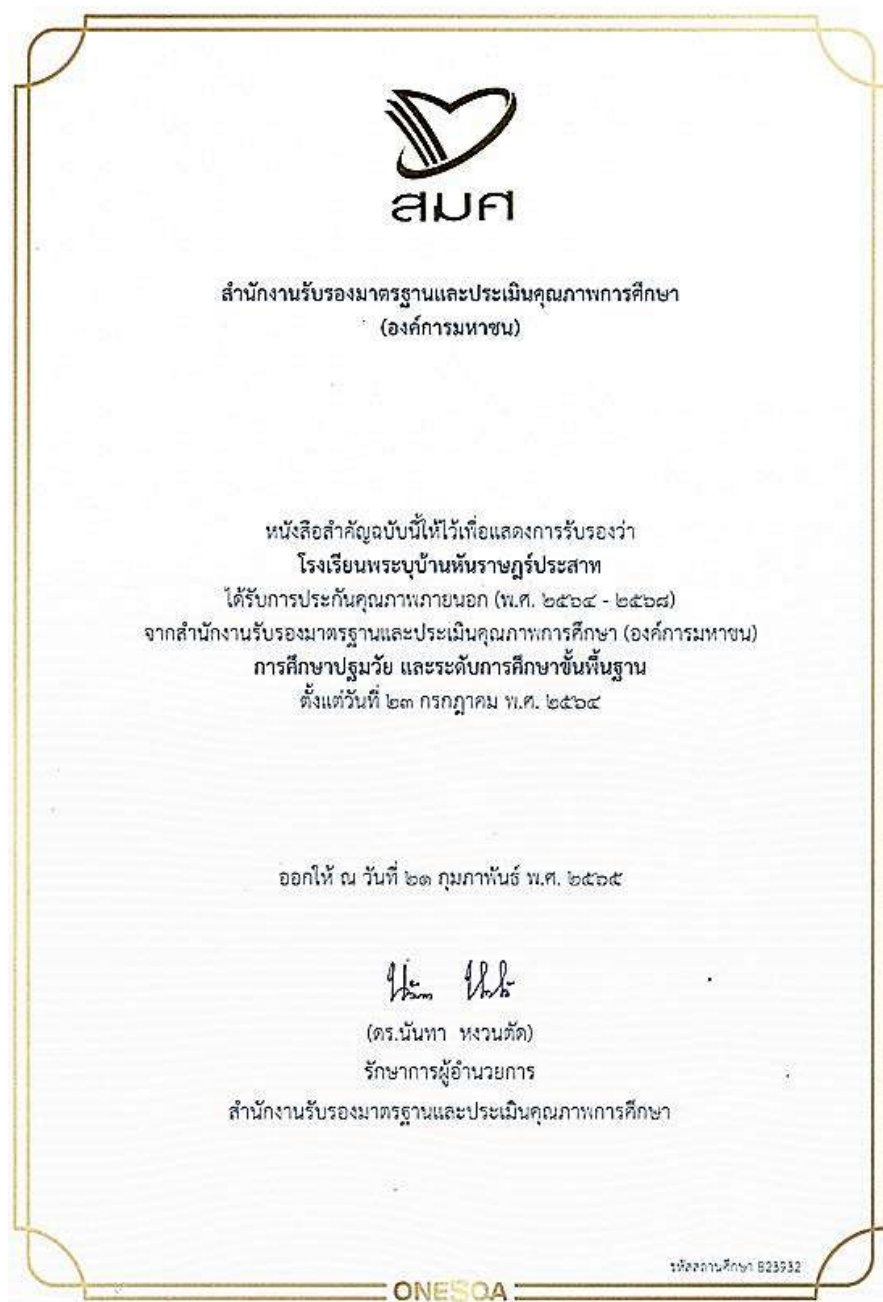 สมศ
สำนักงานรับรองมาตรฐานและประเมินคุณภาพการศึกษา
(องค์การมหาชน)
หนังสือสำคัญฉบับนี้ให้ไว้เพื่อแสดงการรับรองว่า
โรงเรียนพระบุบ้านหันราษฎร์ประสาท
ได้รับการประกันคุณภาพภายนอก (พ.ศ. ๒๕๖๔ - ๒๕๖๘)
จากสำนักงานรับรองมาตรฐานและประเมินคุณภาพการศึกษา (องค์การมหาชน)
การศึกษาปฐมวัย และระดับการศึกษาขั้นพื้นฐาน
ตั้งแต่วันที่ ๒๓ กรกฎาคม พ.ศ. ๒๕๖๔
ออกให้ ณ วันที่ ๒๑ กุมภาพันธ์ พ.ศ. ๒๕๖๕
(ดร.นันทา หงวนตัด)
รักษาการผู้อำนวยการ
สำนักงานรับรองมาตรฐานและประเมินคุณภาพการศึกษา
รหัสสถานศึกษา 823932
ONESQA